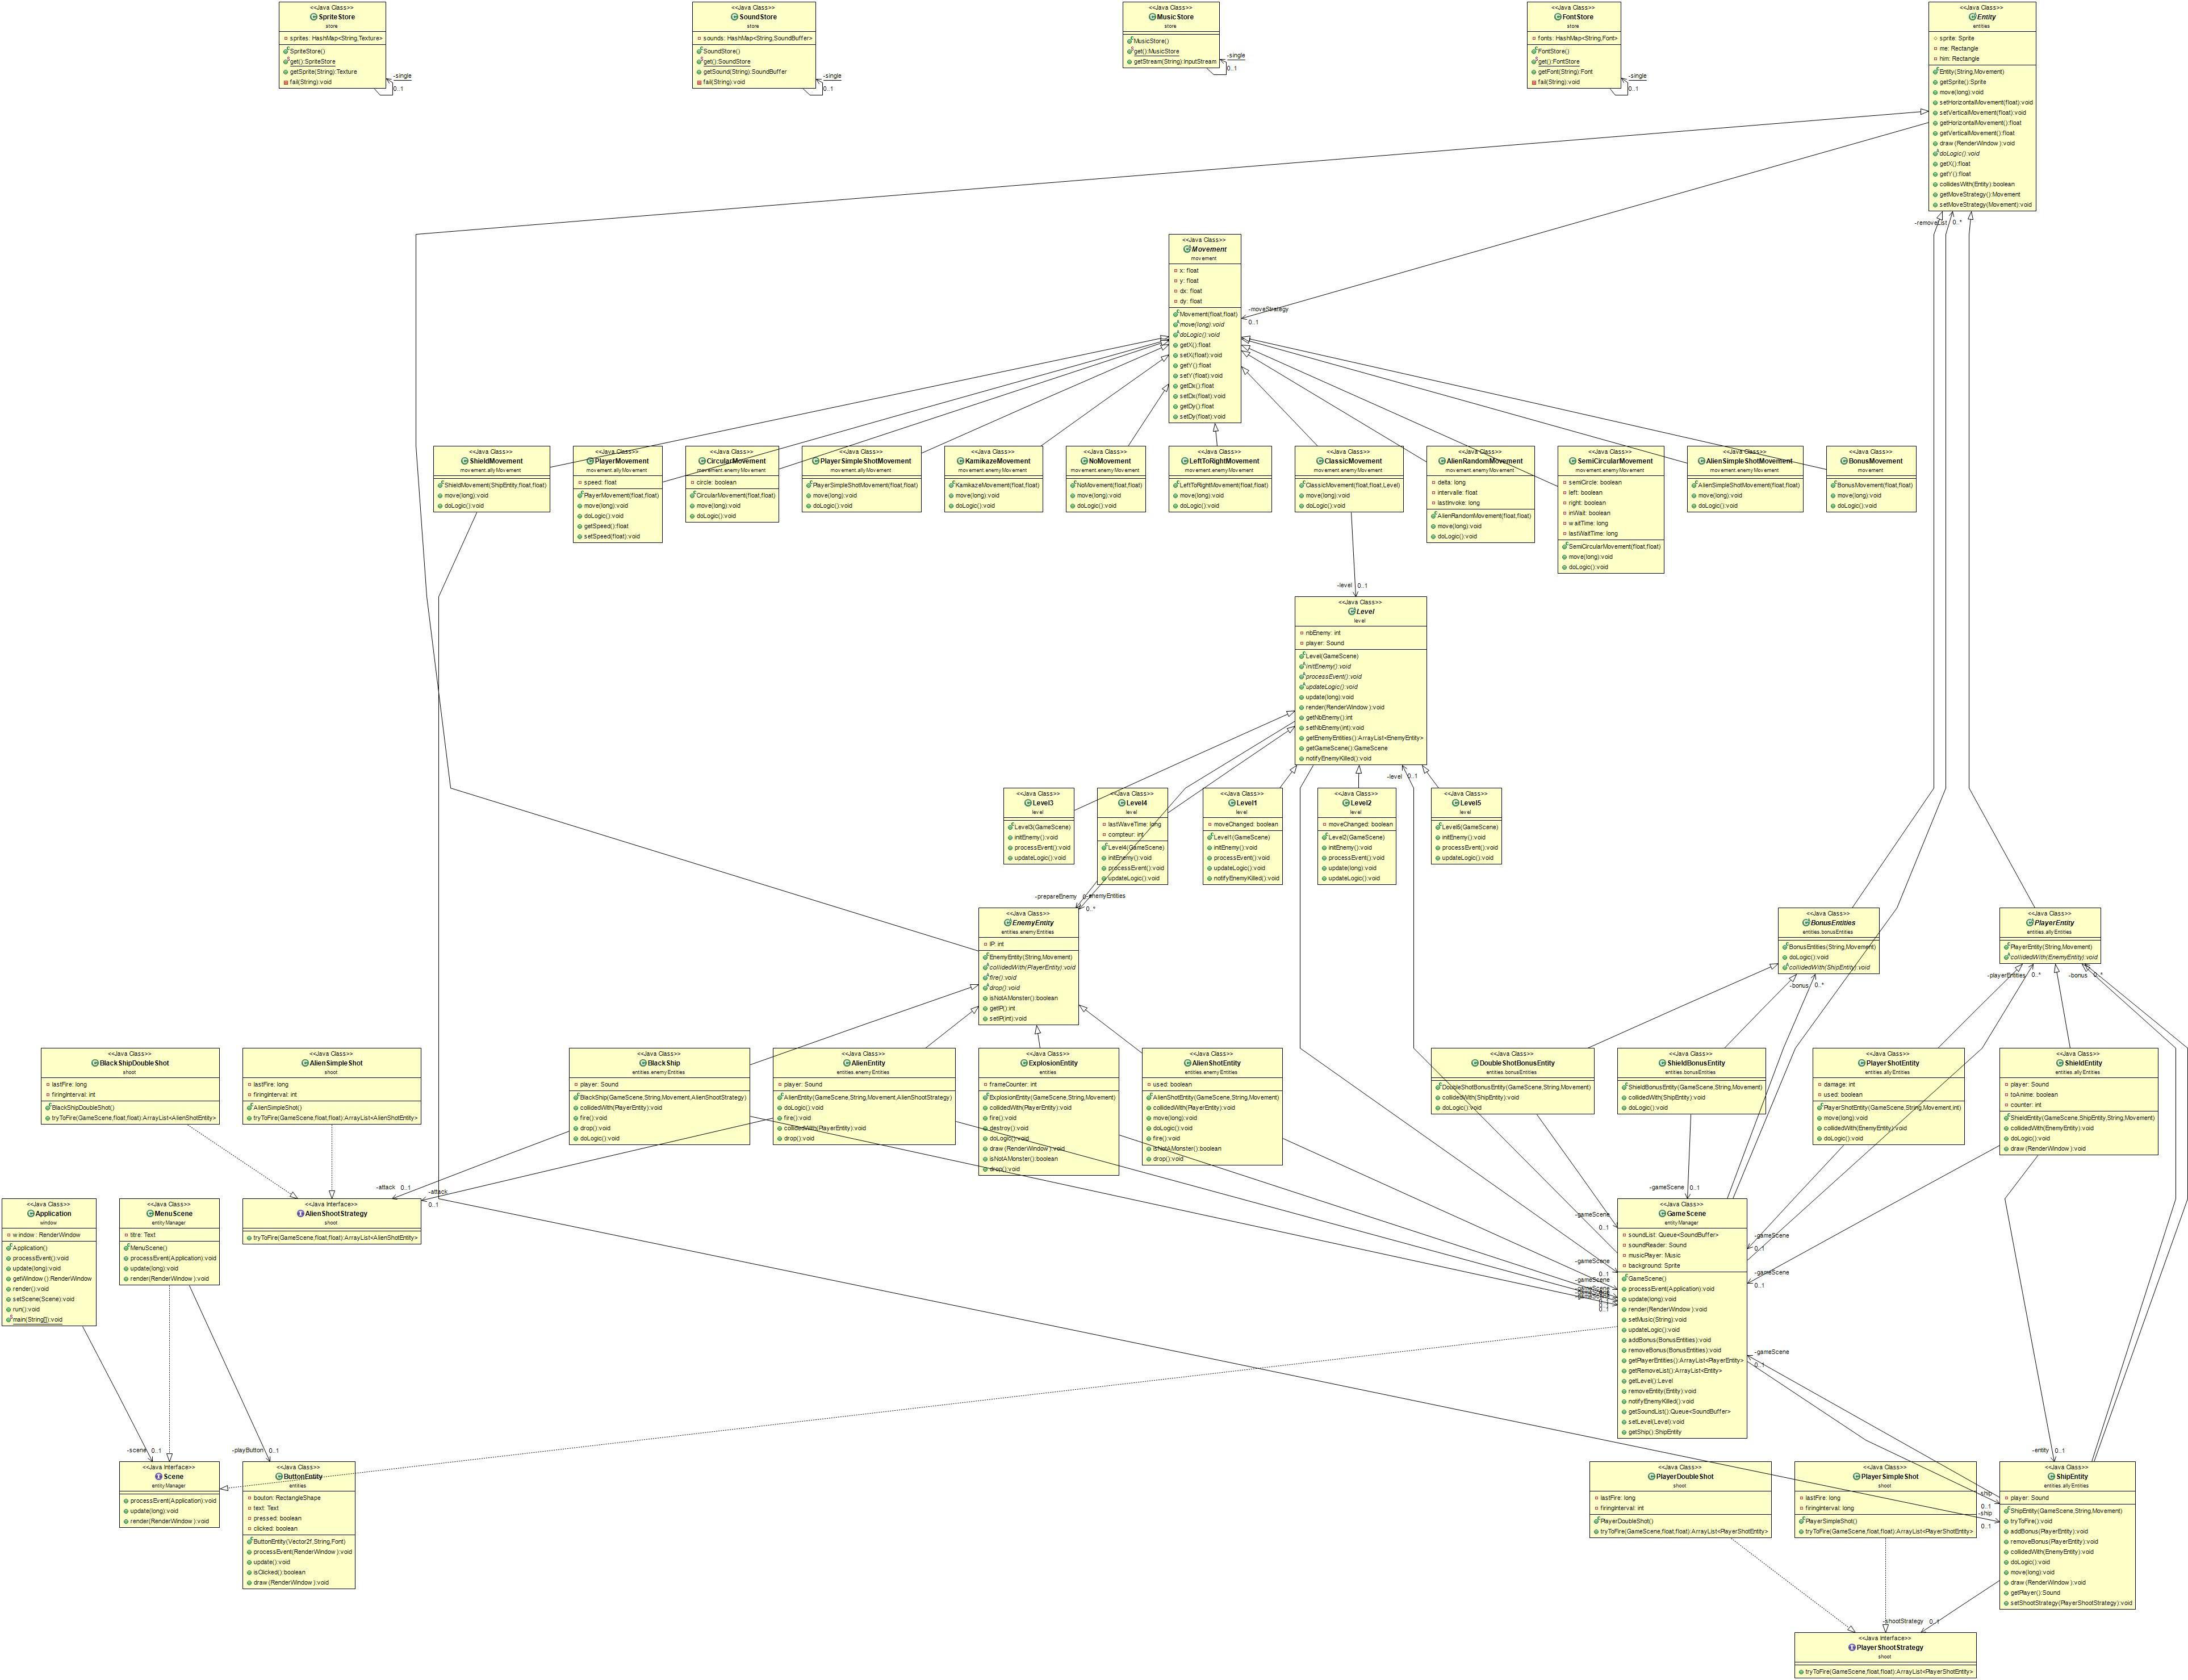 <<Java Class>>
SpriteStore
store
sprites: HashMap<String,Texture>
SpriteStore()
get():SpriteStore
getSprite(String):Texture
fail(String):void
-single
0..1
<<Java Class>>
SoundStore
store
sounds: HashMap<String,SoundBuffer>
SoundStore()
get():SoundStore
getSound(String):SoundBuffer
fail(String):void
-single
0..1
<<Java Class>>
MusicStore
store
MusicStore()
get():MusicStore
getStream(String):InputStream
-single
0..1
<<Java Class>>
FontStore
store
fonts: HashMap<String,Font>
FontStore()
get():FontStore
getFont(String):Font
fail(String):void
-single
0..1
<<Java Class>>
Entity
entities
sprite: Sprite
me: Rectangle
him: Rectangle
Entity(String,Movement)
getSprite():Sprite
move(long):void
setHorizontalMovement(float):void
setVerticalMovement(float):void
getHorizontalMovement():float
getVerticalMovement():float
draw(RenderWindow):void
doLogic():void
getX():float
getY():float
collidesWith(Entity):boolean
getMoveStrategy():Movement
setMoveStrategy(Movement):void
-removeList
0..*
<<Java Class>>
Movement
movement
x: float
y: float
dx: float
dy: float
Movement(float,float)
move(long):void
doLogic():void
getX():float
setX(float):void
getY():float
setY(float):void
getDx():float
setDx(float):void
getDy():float
setDy(float):void
-moveStrategy
0..1
<<Java Class>>
ShieldMovement
movement.allyMovement
ShieldMovement(ShipEntity,float,float)
move(long):void
doLogic():void
<<Java Class>>
PlayerMovement
movement.allyMovement
speed: float
PlayerMovement(float,float)
move(long):void
doLogic():void
getSpeed():float
setSpeed(float):void
<<Java Class>>
CircularMovement
movement.enemyMovement
circle: boolean
CircularMovement(float,float)
move(long):void
doLogic():void
<<Java Class>>
PlayerSimpleShotMovement
movement.allyMovement
PlayerSimpleShotMovement(float,float)
move(long):void
doLogic():void
<<Java Class>>
KamikazeMovement
movement.enemyMovement
KamikazeMovement(float,float)
move(long):void
doLogic():void
<<Java Class>>
NoMovement
movement.enemyMovement
NoMovement(float,float)
move(long):void
doLogic():void
<<Java Class>>
LeftToRightMovement
movement.enemyMovement
LeftToRightMovement(float,float)
move(long):void
doLogic():void
<<Java Class>>
ClassicMovement
movement.enemyMovement
ClassicMovement(float,float,Level)
move(long):void
doLogic():void
<<Java Class>>
AlienRandomMovement
movement.enemyMovement
delta: long
intervalle: float
lastInvoke: long
AlienRandomMovement(float,float)
move(long):void
doLogic():void
<<Java Class>>
SemiCircularMovement
movement.enemyMovement
semiCircle: boolean
left: boolean
right: boolean
inWait: boolean
waitTime: long
lastWaitTime: long
SemiCircularMovement(float,float)
move(long):void
doLogic():void
<<Java Class>>
AlienSimpleShotMovement
movement.enemyMovement
AlienSimpleShotMovement(float,float)
move(long):void
doLogic():void
<<Java Class>>
BonusMovement
movement
BonusMovement(float,float)
move(long):void
doLogic():void
-level
0..1
<<Java Class>>
Level
level
nbEnemy: int
player: Sound
Level(GameScene)
initEnemy():void
processEvent():void
updateLogic():void
update(long):void
render(RenderWindow):void
getNbEnemy():int
setNbEnemy(int):void
getEnemyEntities():ArrayList<EnemyEntity>
getGameScene():GameScene
notifyEnemyKilled():void
-level
0..1
<<Java Class>>
Level3
level
Level3(GameScene)
initEnemy():void
processEvent():void
updateLogic():void
<<Java Class>>
Level4
level
lastWaveTime: long
compteur: int
Level4(GameScene)
initEnemy():void
processEvent():void
updateLogic():void
<<Java Class>>
Level1
level
moveChanged: boolean
Level1(GameScene)
initEnemy():void
processEvent():void
updateLogic():void
notifyEnemyKilled():void
<<Java Class>>
Level2
level
moveChanged: boolean
Level2(GameScene)
initEnemy():void
processEvent():void
update(long):void
updateLogic():void
<<Java Class>>
Level5
level
Level5(GameScene)
initEnemy():void
processEvent():void
updateLogic():void
-prepareEnemy
-enemyEntities
0..*
<<Java Class>>
EnemyEntity
entities.enemyEntities
IP: int
EnemyEntity(String,Movement)
collidedWith(PlayerEntity):void
fire():void
drop():void
isNotAMonster():boolean
getIP():int
setIP(int):void
<<Java Class>>
BonusEntities
entities.bonusEntities
BonusEntities(String,Movement)
doLogic():void
collidedWith(ShipEntity):void
-bonus
0..*
<<Java Class>>
PlayerEntity
entities.allyEntities
PlayerEntity(String,Movement)
collidedWith(EnemyEntity):void
-playerEntities
0..*
-bonus
0..*
<<Java Class>>
BlackShipDoubleShot
shoot
lastFire: long
firingInterval: int
BlackShipDoubleShot()
tryToFire(GameScene,float,float):ArrayList<AlienShotEntity>
<<Java Class>>
AlienSimpleShot
shoot
lastFire: long
firingInterval: int
AlienSimpleShot()
tryToFire(GameScene,float,float):ArrayList<AlienShotEntity>
<<Java Class>>
BlackShip
entities.enemyEntities
player: Sound
BlackShip(GameScene,String,Movement,AlienShootStrategy)
collidedWith(PlayerEntity):void
fire():void
drop():void
doLogic():void
<<Java Class>>
AlienEntity
entities.enemyEntities
player: Sound
AlienEntity(GameScene,String,Movement,AlienShootStrategy)
doLogic():void
fire():void
collidedWith(PlayerEntity):void
drop():void
<<Java Class>>
ExplosionEntity
entities
frameCounter: int
ExplosionEntity(GameScene,String,Movement)
collidedWith(PlayerEntity):void
fire():void
destroy():void
doLogic():void
draw(RenderWindow):void
isNotAMonster():boolean
drop():void
<<Java Class>>
AlienShotEntity
entities.enemyEntities
used: boolean
AlienShotEntity(GameScene,String,Movement)
collidedWith(PlayerEntity):void
move(long):void
doLogic():void
fire():void
isNotAMonster():boolean
drop():void
<<Java Class>>
DoubleShotBonusEntity
entities.bonusEntities
DoubleShotBonusEntity(GameScene,String,Movement)
collidedWith(ShipEntity):void
doLogic():void
<<Java Class>>
ShieldBonusEntity
entities.bonusEntities
ShieldBonusEntity(GameScene,String,Movement)
collidedWith(ShipEntity):void
doLogic():void
<<Java Class>>
PlayerShotEntity
entities.allyEntities
damage: int
used: boolean
PlayerShotEntity(GameScene,String,Movement,int)
move(long):void
collidedWith(EnemyEntity):void
doLogic():void
<<Java Class>>
ShieldEntity
entities.allyEntities
player: Sound
toAnime: boolean
counter: int
ShieldEntity(GameScene,ShipEntity,String,Movement)
collidedWith(EnemyEntity):void
doLogic():void
draw(RenderWindow):void
-attack
0..1
-attack
0..1
<<Java Class>>
Application
window
window: RenderWindow
Application()
processEvent():void
update(long):void
getWindow():RenderWindow
render():void
setScene(Scene):void
run():void
main(String[]):void
<<Java Class>>
MenuScene
entityManager
titre: Text
MenuScene()
processEvent(Application):void
update(long):void
render(RenderWindow):void
<<Java Interface>>
AlienShootStrategy
shoot
tryToFire(GameScene,float,float):ArrayList<AlienShotEntity>
-gameScene
0..1
-gameScene
0..1
-gameScene
0..1
-gameScene
-gameScene
0..1
-gameScene
0..1
-gameScene
0..1
<<Java Class>>
GameScene
entityManager
soundList: Queue<SoundBuffer>
soundReader: Sound
musicPlayer: Music
background: Sprite
GameScene()
processEvent(Application):void
update(long):void
render(RenderWindow):void
setMusic(String):void
updateLogic():void
addBonus(BonusEntities):void
removeBonus(BonusEntities):void
getPlayerEntities():ArrayList<PlayerEntity>
getRemoveList():ArrayList<Entity>
getLevel():Level
removeEntity(Entity):void
notifyEnemyKilled():void
getSoundList():Queue<SoundBuffer>
setLevel(Level):void
getShip():ShipEntity
-gameScene
0..1
-scene
0..1
-playButton
0..1
-entity
0..1
<<Java Interface>>
Scene
entityManager
processEvent(Application):void
update(long):void
render(RenderWindow):void
<<Java Class>>
ButtonEntity
entities
bouton: RectangleShape
text: Text
pressed: boolean
clicked: boolean
ButtonEntity(Vector2f,String,Font)
processEvent(RenderWindow):void
update():void
isClicked():boolean
draw(RenderWindow):void
<<Java Class>>
PlayerDoubleShot
shoot
lastFire: long
firingInterval: int
PlayerDoubleShot()
tryToFire(GameScene,float,float):ArrayList<PlayerShotEntity>
<<Java Class>>
PlayerSimpleShot
shoot
lastFire: long
firingInterval: long
PlayerSimpleShot()
tryToFire(GameScene,float,float):ArrayList<PlayerShotEntity>
-ship
0..1
-ship
0..1
<<Java Class>>
ShipEntity
entities.allyEntities
player: Sound
ShipEntity(GameScene,String,Movement)
tryToFire():void
addBonus(PlayerEntity):void
removeBonus(PlayerEntity):void
collidedWith(EnemyEntity):void
doLogic():void
move(long):void
draw(RenderWindow):void
getPlayer():Sound
setShootStrategy(PlayerShootStrategy):void
-shootStrategy
0..1
<<Java Interface>>
PlayerShootStrategy
shoot
tryToFire(GameScene,float,float):ArrayList<PlayerShotEntity>